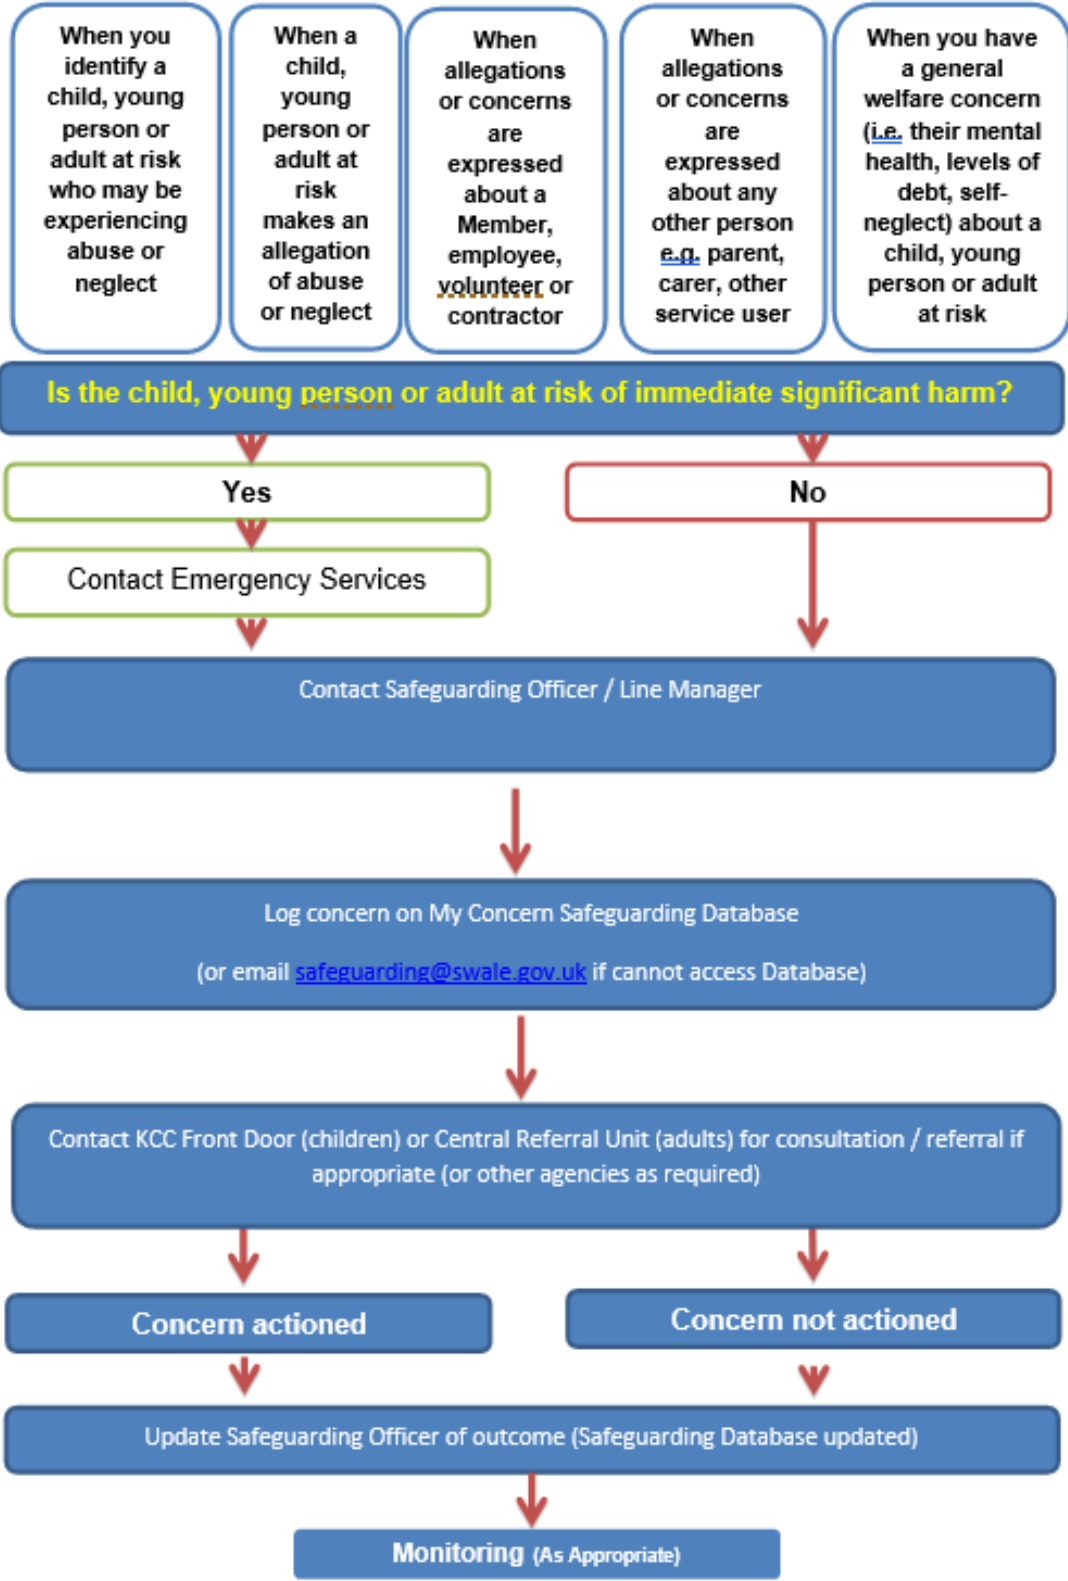 When you
identify a
child, young
person or
adult at risk
who may be
experiencing
abuse or
neglect
When a
child,
young
person or
adult at
risk
makes an
allegation
of abuse
or neglect
When
allegations
or concerns
are
expressed
about a
Member,
employee,
volunteer or
contractor
When
allegations
or concerns
are
expressed
about any
other person
e.g. parent,
carer, other
service user
When you have
a general
welfare concern
(i.e. their mental
health, levels of
debt, self-
neglect) about a
child, young
person or adult
at risk
Is the child, young person or adult at risk of immediate significant harm?
Yes
No
Contact Emergency Services
Contact Safeguarding Officer / Line Manager
Log concern on My Concern Safeguarding Database
(or email safeguarding@swale.gov.uk if cannot access Database)
Contact KCC Front Door (children) or Central Referral Unit (adults) for consultation / referral if
appropriate (or other agencies as required)
Concern actioned
Concern not actioned
Update Safeguarding Officer of outcome (Safeguarding Database updated)
Monitoring (As Appropriate)